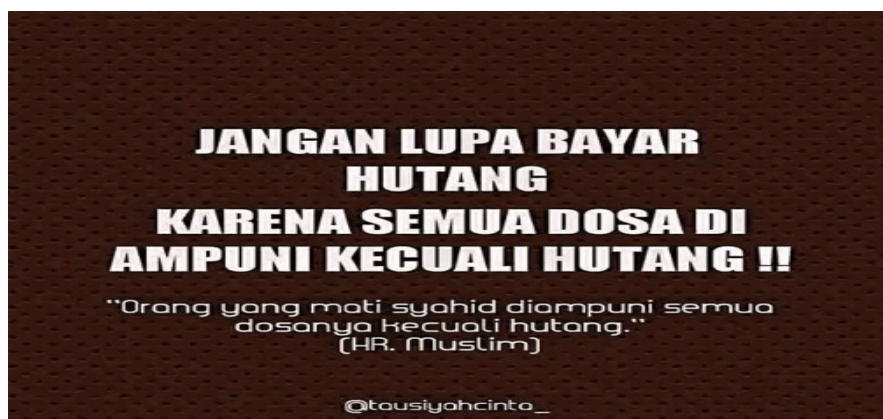 JANGAN LUPA BAYAR
HUTANG
KARENA SEMUA DOSA DI
AMPUNI KECUALI HUTANG !!
"Orang yang mati syahid diampuni semua
dosanya kecuali hutang."
(HR. Muslim)
@tausiyahcinta_